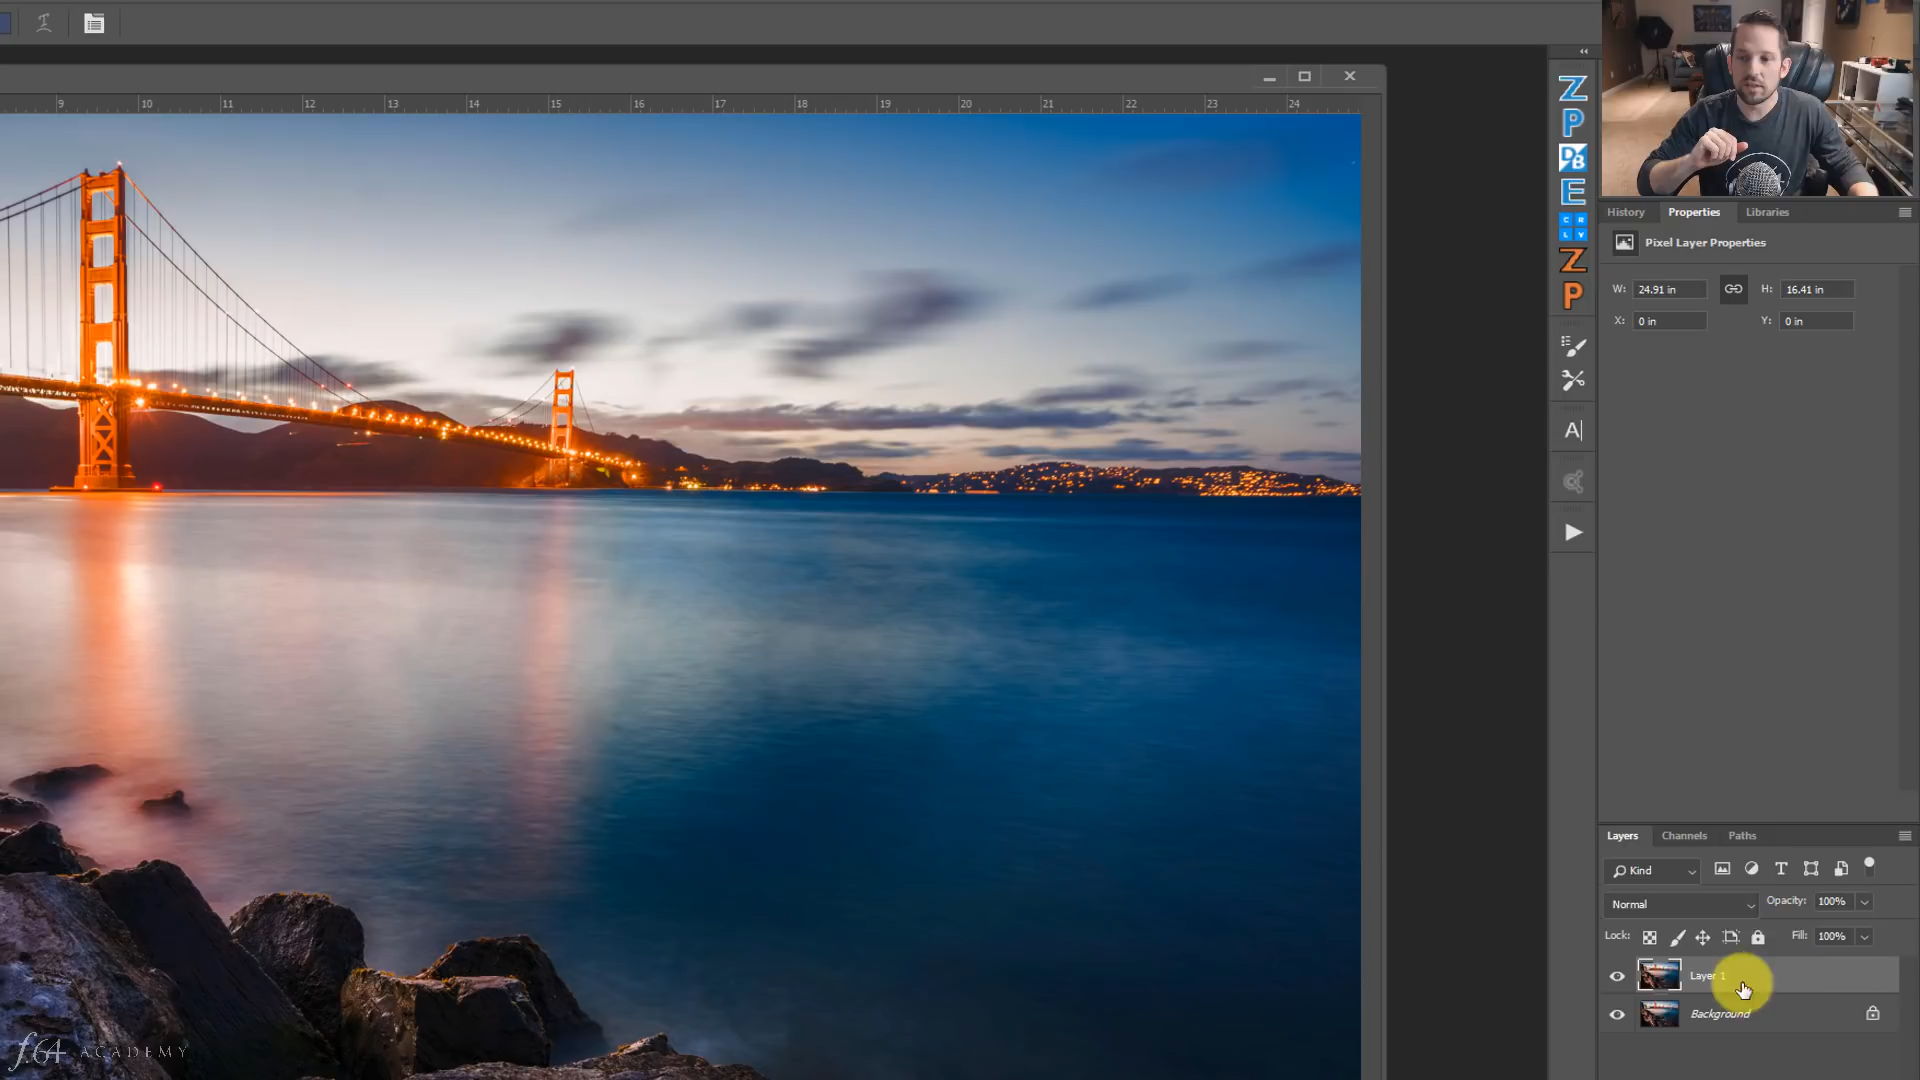 9 10 11 12 13 14 15 16 17 18 19 20 21 22 23 24
Z
P
DB
E
C R
L V
Z
P
A
History Properties Libraries
Pixel Layer Properties
W: 24.91 in H: 16.41 in
X: 0 in Y: 0 in
Layers Channels Paths
Kind
Normal Opacity: 100%
Lock: Fill: 100%
Layer 1
Background
f.64 ACADEMY